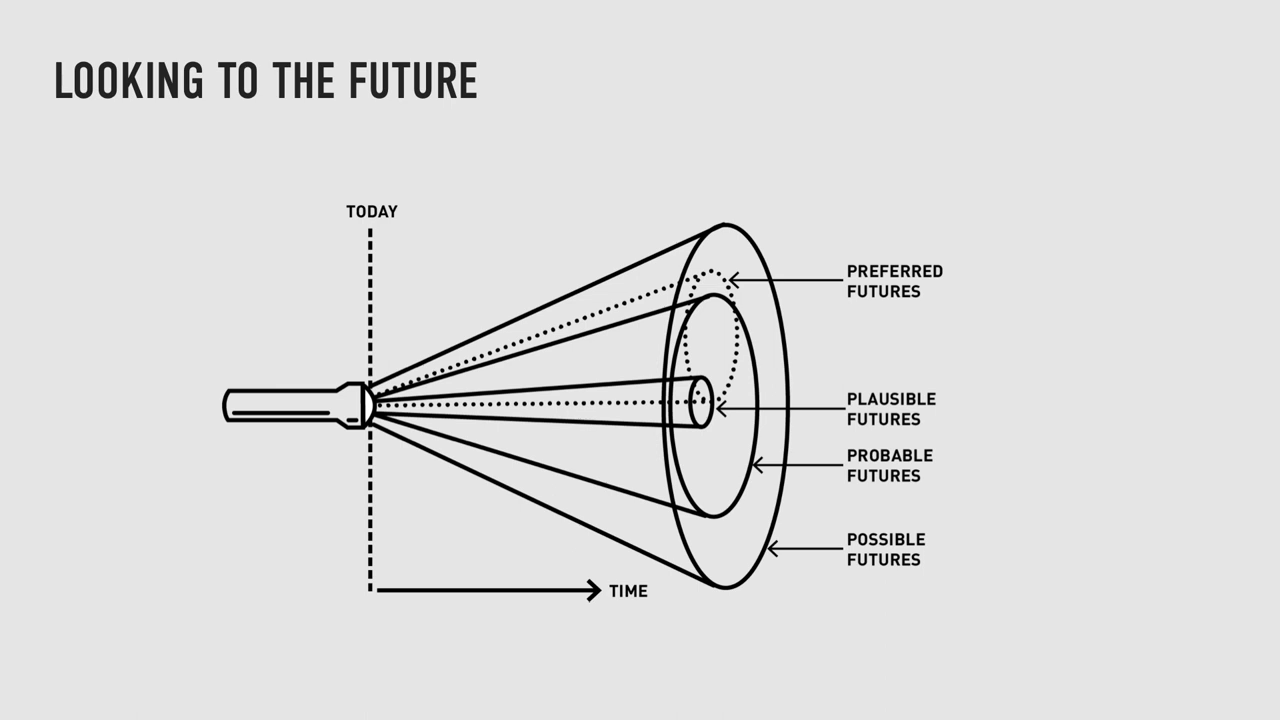 LOOKING TO THE FUTURE
TODAY
PREFERRED
FUTURES
PLAUSIBLE
FUTURES
PROBABLE
FUTURES
POSSIBLE
FUTURES
TIME